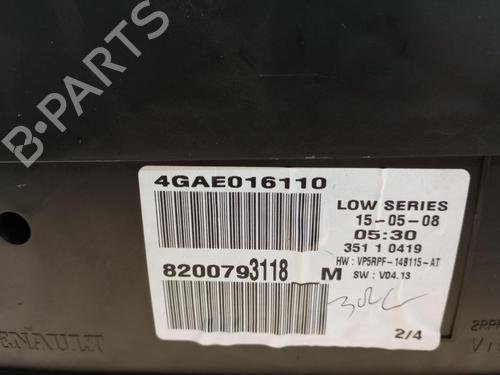 B-PARTS
4GAE016110
LOW SERIES
15-05-08
05:30
351 1 0419
HW : VP5RPF-14B115-AT
8200793118 M SW : V04.13
2/4
RENAULT